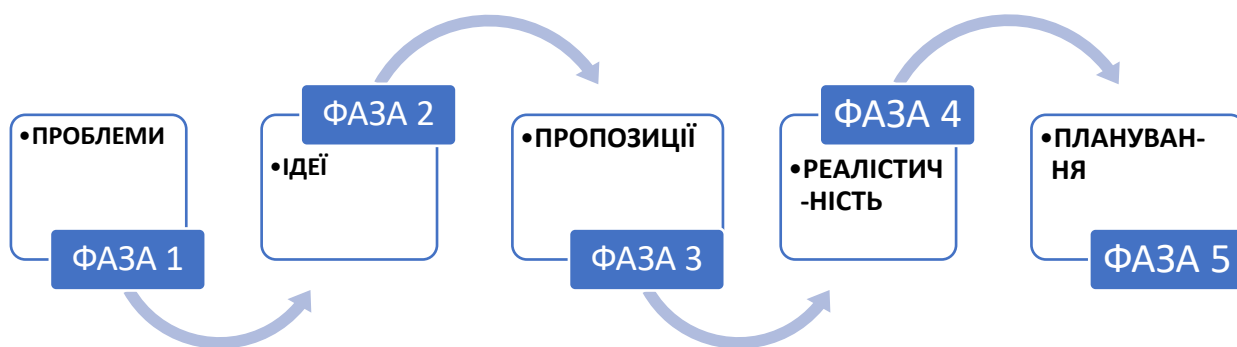 •ПРОБЛЕМИ
ФАЗА 1
ФАЗА 2
•ІДЕЇ
•ПРОПОЗИЦІЇ
ФАЗА 3
ФАЗА 4
•РЕАЛІСТИЧ
-НІСТЬ
•ПЛАНУВАН-
НЯ
ФАЗА 5